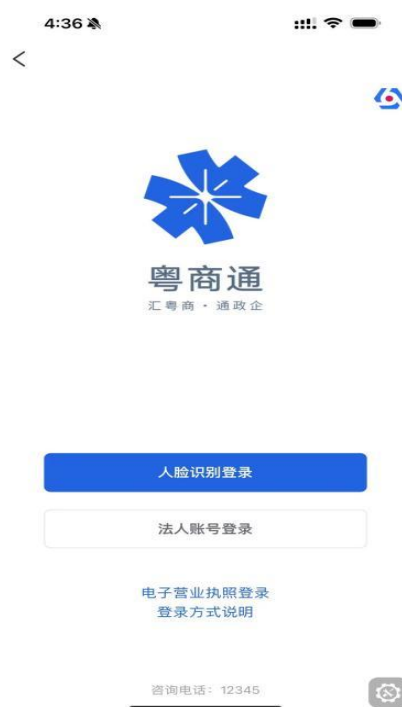 4:36
粤商通
汇粤商·通政企
人脸识别登录
法人账号登录
电子营业执照登录
登录方式说明
咨询电话：12345